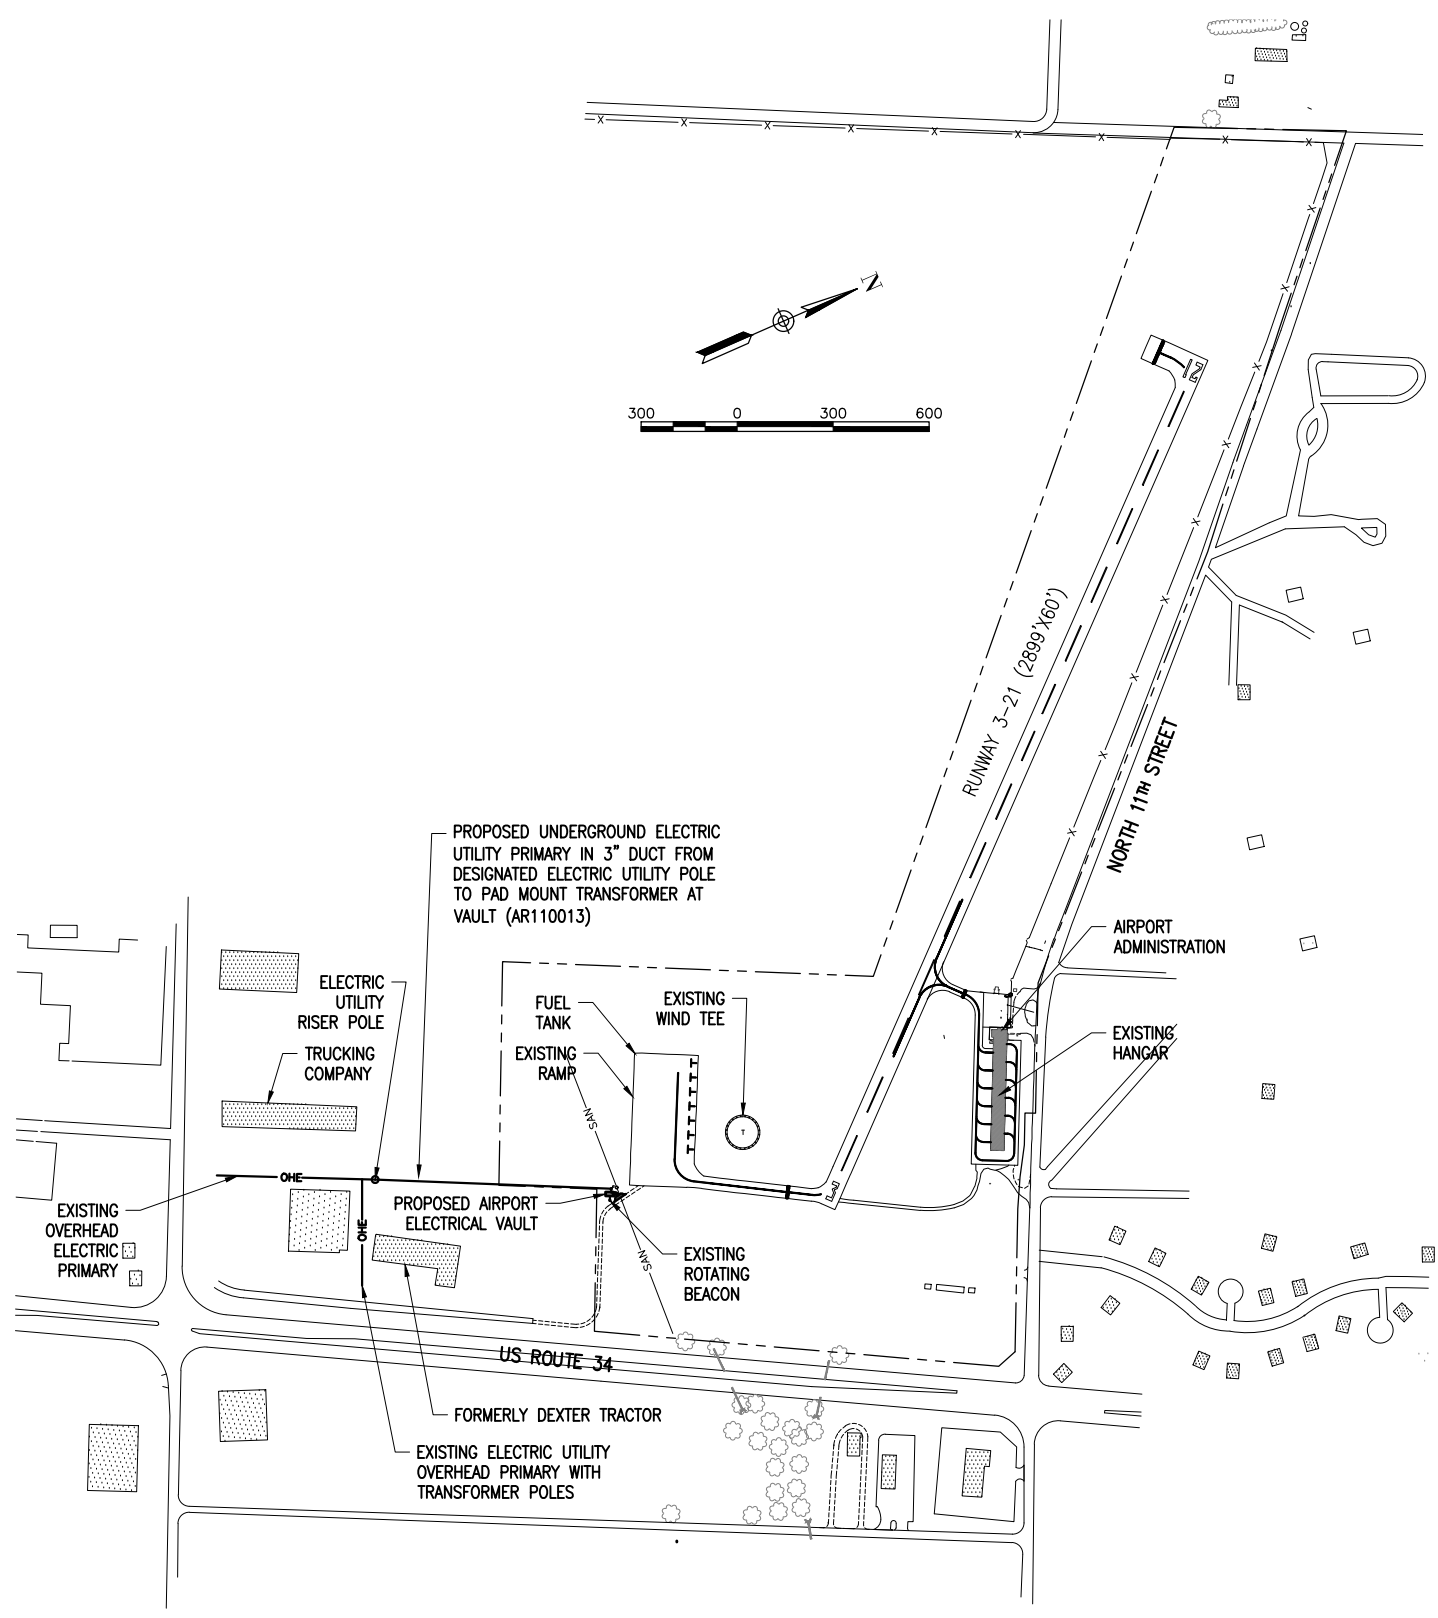 N
300 0 300 600
21
RUNWAY 3-21 (2899'X60')
NORTH 11TH STREET
PROPOSED UNDERGROUND ELECTRIC
UTILITY PRIMARY IN 3" DUCT FROM
DESIGNATED ELECTRIC UTILITY POLE
TO PAD MOUNT TRANSFORMER AT
VAULT (AR110013)
AIRPORT
ADMINISTRATION
ELECTRIC
UTILITY
RISER POLE
FUEL
TANK
EXISTING
WIND TEE
EXISTING
HANGAR
TRUCKING
COMPANY
EXISTING
RAMP
SAN
T
OHE
3
PROPOSED AIRPORT
ELECTRICAL VAULT
EXISTING
OVERHEAD
ELECTRIC
PRIMARY
OHE
SAN
EXISTING
ROTATING
BEACON
US ROUTE 34
FORMERLY DEXTER TRACTOR
EXISTING ELECTRIC UTILITY
OVERHEAD PRIMARY WITH
TRANSFORMER POLES